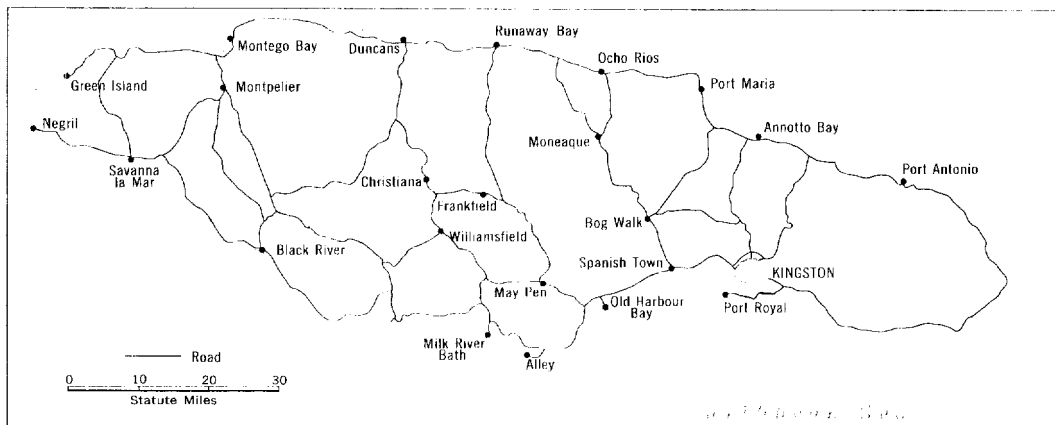 Montego Bay
Duncans
Runaway Bay
Ocho Rios
Green Island
Montpelier
Port Maria
Negril
Moneaque
Annotto Bay
Savanna
la Mar
Christiana
Frankfield
Port Antonio
Williamsfield
Bog Walk
Black River
Spanish Town
KINGSTON
May Pen
Old Harbour
Bay
Port Royal
Milk River
Bath
Alley
Road
0 10 20 30
Statute Miles